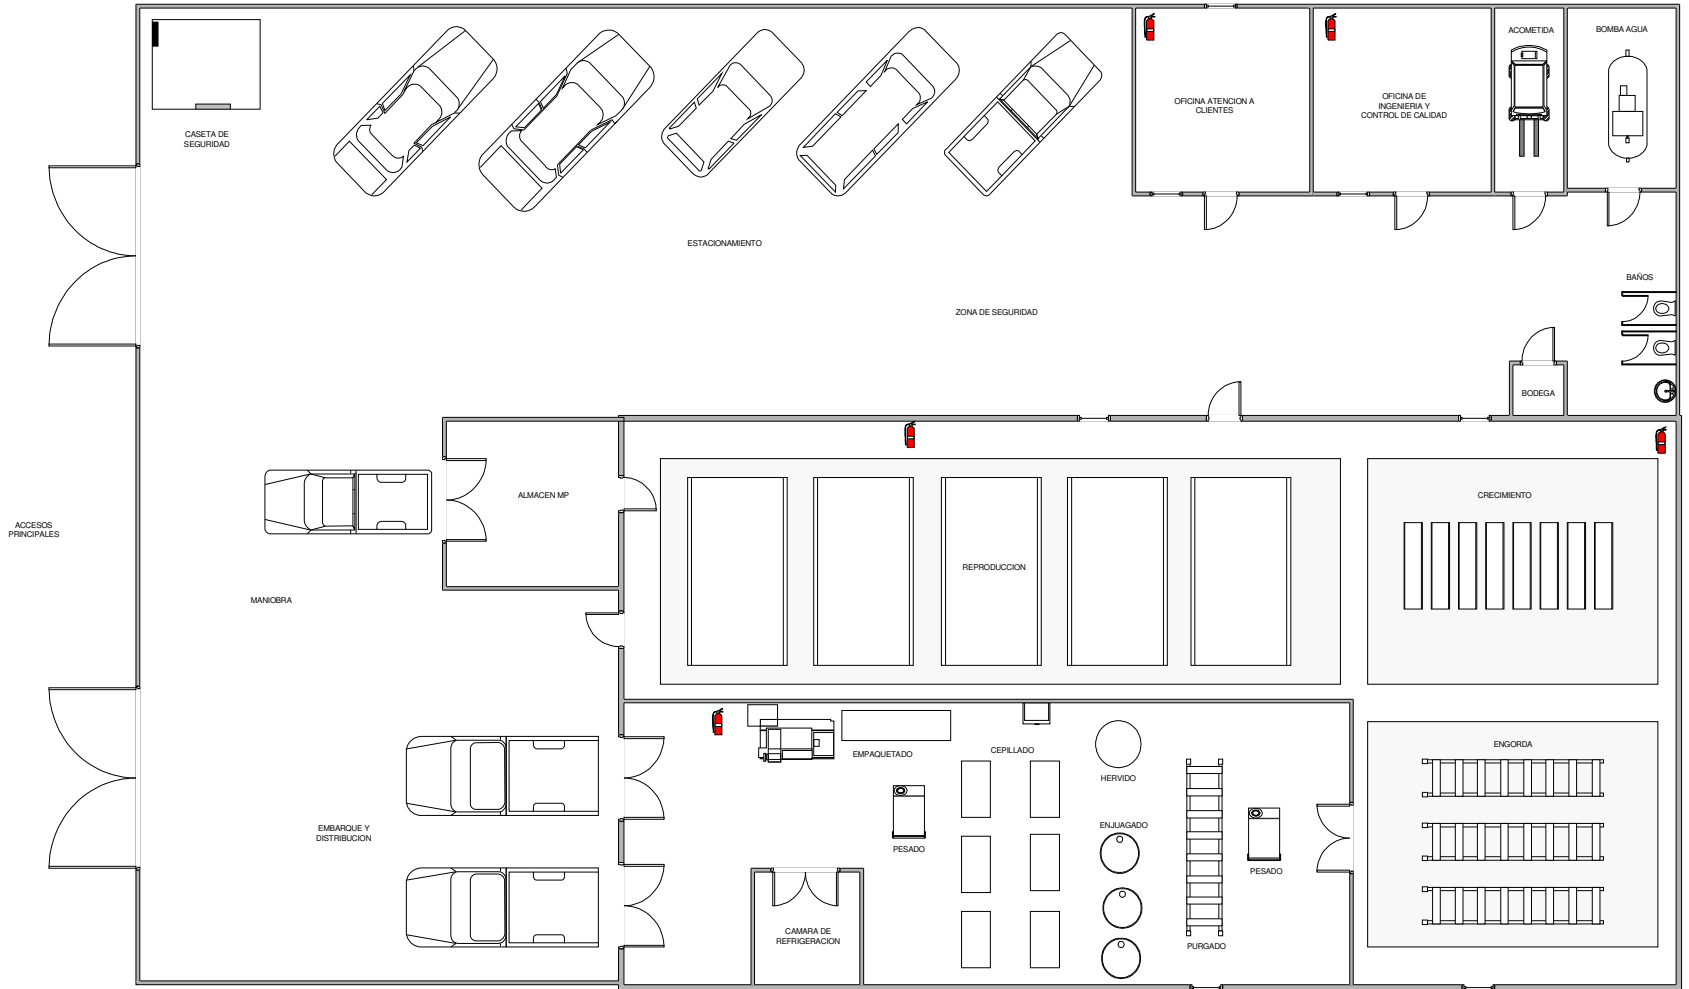 ACOMETIDA
BOMBA AGUA
OFICINA ATENCION A
CLIENTES
OFICINA DE
INGENIERIA Y
CONTROL DE CALIDAD
CASETA DE
SEGURIDAD
ESTACIONAMIENTO
BAÑOS
ZONA DE SEGURIDAD
BODEGA
ALMACEN MP
CRECIMIENTO
ACCESOS
PRINCIPALES
REPRODUCCION
MANIOBRA
EMPAQUETADO
CEPILLADO
ENGORDA
HERVIDO
EMBARQUE Y
DISTRIBUCION
ENJUAGADO
PESADO
PESADO
CAMARA DE
REFRIGERACION
PURGADO